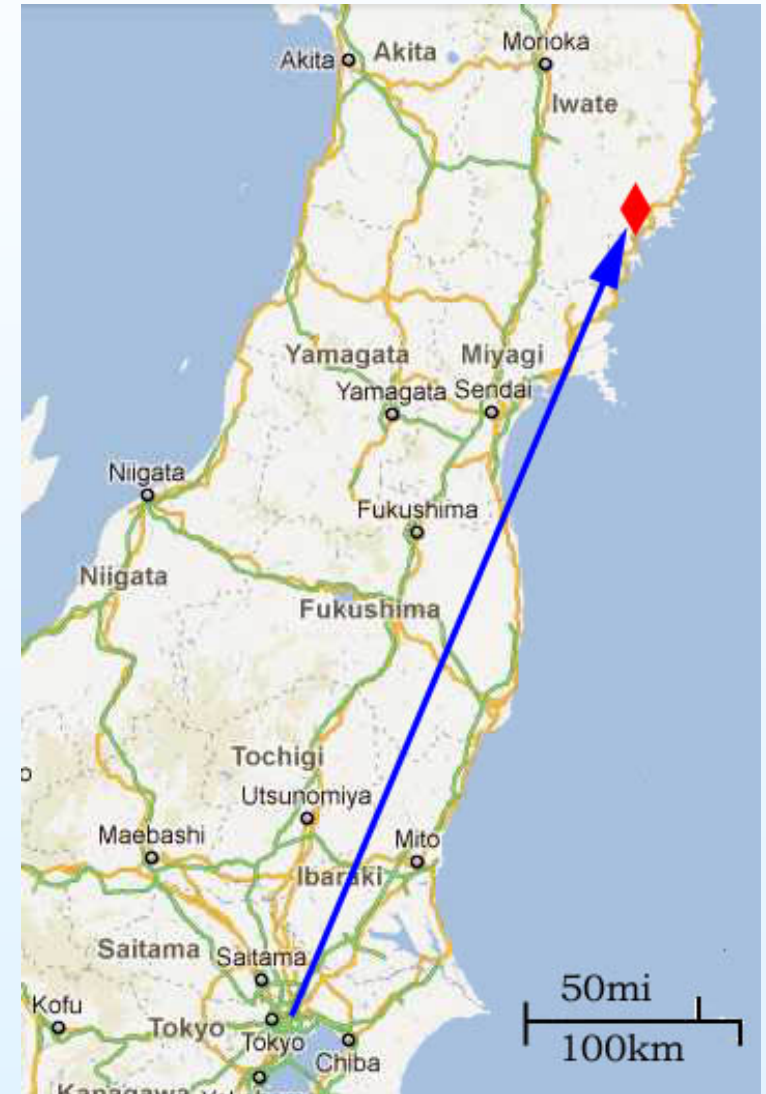 Morioka
Akita Akita
Iwate
Yamagata Miyagi
Yamagata Sendai
Niigata
Fukushima
Niigata
Fukushima
Tochigi
Utsunomiya
Maebashi
Mito
Ibaraki
Saitama Saitama
50mi
Kofu
Tokyo
Tokyo
100km
Chiba
Kanagawa